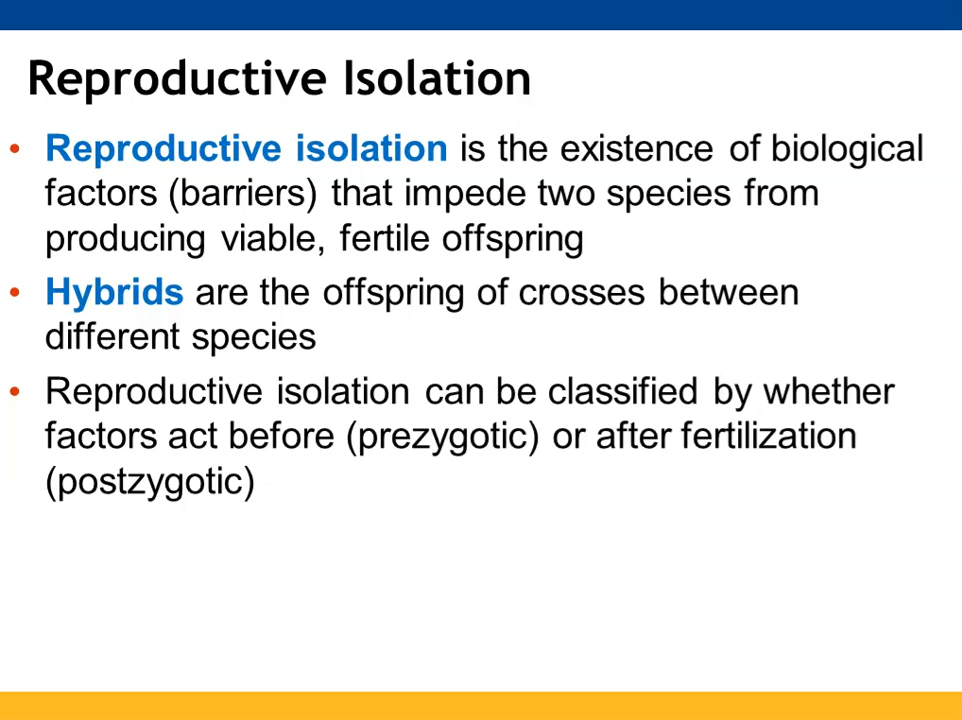 Reproductive Isolation
• Reproductive isolation is the existence of biological
factors (barriers) that impede two species from
producing viable, fertile offspring
• Hybrids are the offspring of crosses between
different species
• Reproductive isolation can be classified by whether
factors act before (prezygotic) or after fertilization
(postzygotic)